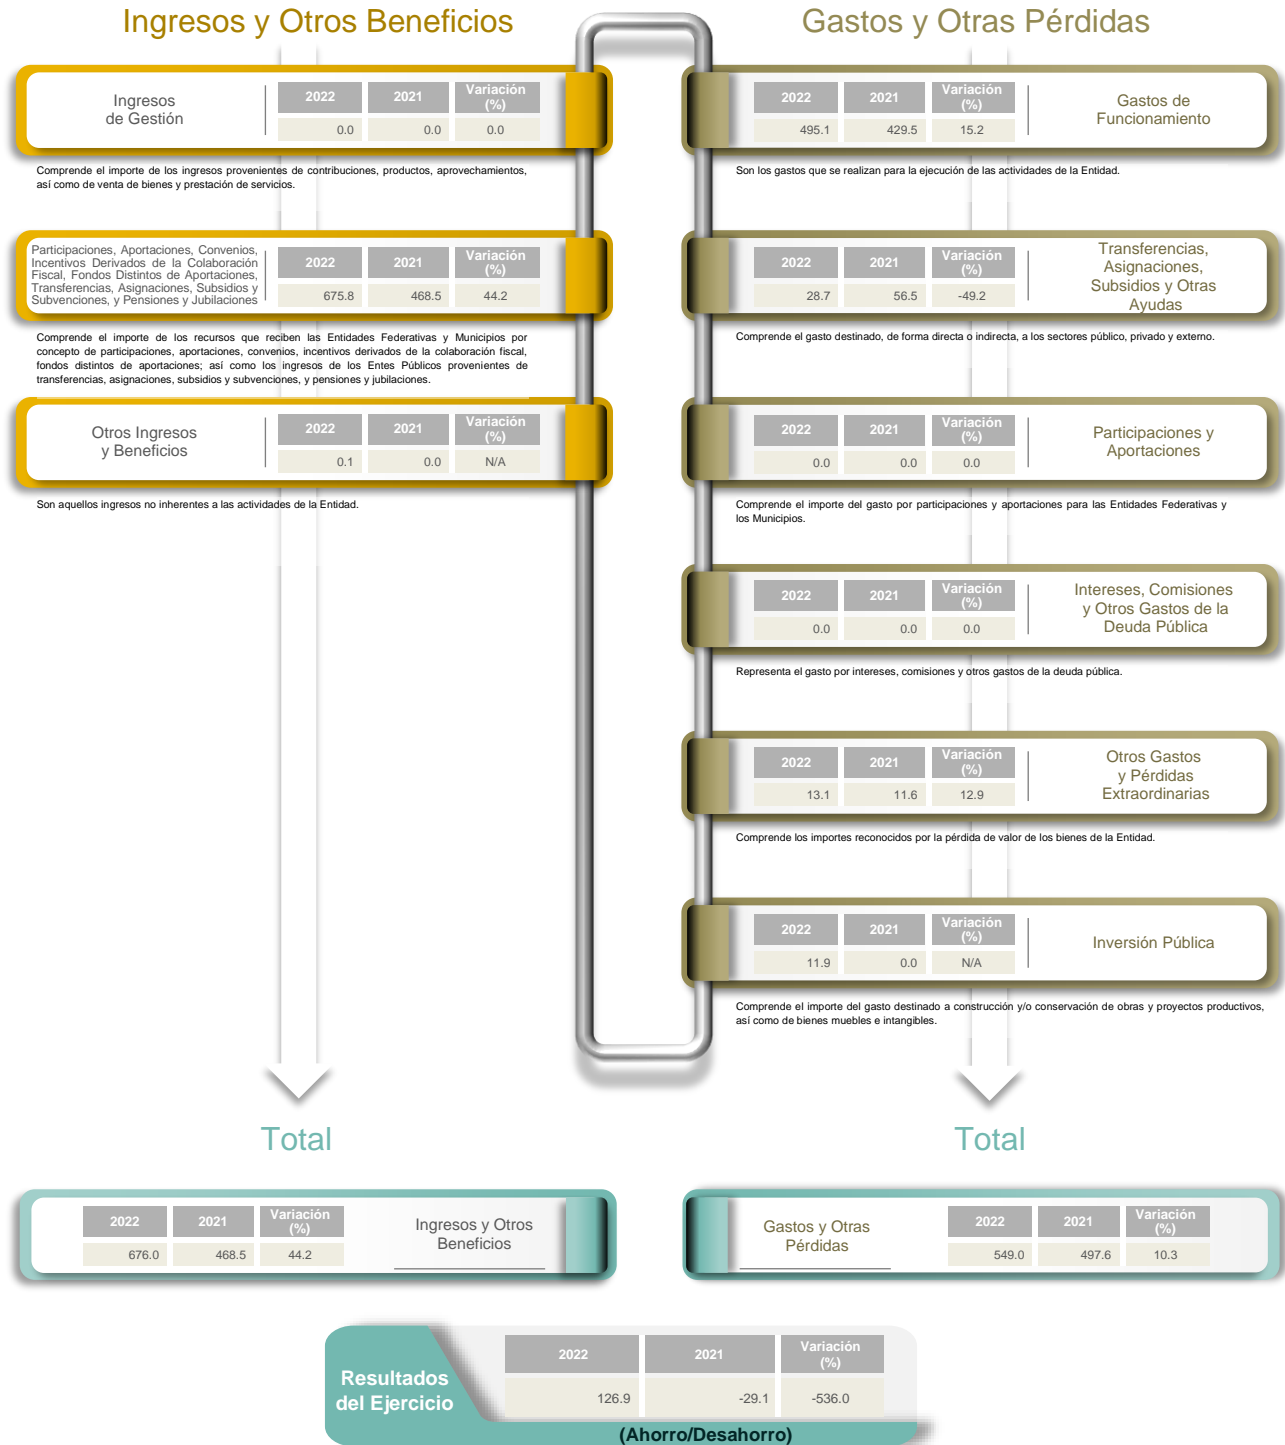 Ingresos y Otros Beneficios
Ingresos
de Gestión
2022 2021 Variación (%)
0.0 0.0 0.0
Comprende el importe de los ingresos provenientes de contribuciones, productos, aprovechamientos,
así como de venta de bienes y prestación de servicios.
Participaciones, Aportaciones, Convenios,
Incentivos Derivados de la Colaboración
Fiscal, Fondos Distintos de Aportaciones,
Transferencias, Asignaciones, Subsidios y
Subvenciones, y Pensiones y Jubilaciones
2022 2021 Variación (%)
675.8 468.5 44.2
Comprende el importe de los recursos que reciben las Entidades Federativas y Municipios por
concepto de participaciones, aportaciones, convenios, incentivos derivados de la colaboración fiscal,
fondos distintos de aportaciones; así como los ingresos de los Entes Públicos provenientes de
transferencias, asignaciones, subsidios y subvenciones, y pensiones y jubilaciones.
Otros Ingresos
y Beneficios
2022 2021 Variación (%)
0.1 0.0 N/A
Son aquellos ingresos no inherentes a las actividades de la Entidad.
Gastos y Otras Pérdidas
2022 2021 Variación (%)
495.1 429.5 15.2
Gastos de
Funcionamiento
Son los gastos que se realizan para la ejecución de las actividades de la Entidad.
2022 2021 Variación (%)
28.7 56.5 -49.2
Transferencias,
Asignaciones,
Subsidios y Otras
Ayudas
Comprende el gasto destinado, de forma directa o indirecta, a los sectores público, privado y externo.
2022 2021 Variación (%)
0.0 0.0 0.0
Participaciones y
Aportaciones
Comprende el importe del gasto por participaciones y aportaciones para las Entidades Federativas y
los Municipios.
2022 2021 Variación (%)
0.0 0.0 0.0
Intereses, Comisiones
y Otros Gastos de la
Deuda Pública
Representa el gasto por intereses, comisiones y otros gastos de la deuda pública.
2022 2021 Variación (%)
13.1 11.6 12.9
Otros Gastos
y Pérdidas
Extraordinarias
Comprende los importes reconocidos por la pérdida de valor de los bienes de la Entidad.
2022 2021 Variación (%)
11.9 0.0 N/A
Inversión Pública
Comprende el importe del gasto destinado a construcción y/o conservación de obras y proyectos productivos,
así como de bienes muebles e intangibles.
Total
2022 2021 Variación (%)
676.0 468.5 44.2
Ingresos y Otros
Beneficios
Total
Gastos y Otras
Pérdidas
2022 2021 Variación (%)
549.0 497.6 10.3
Resultados
del Ejercicio
2022 2021 Variación (%)
126.9 -29.1 -536.0
(Ahorro/Desahorro)